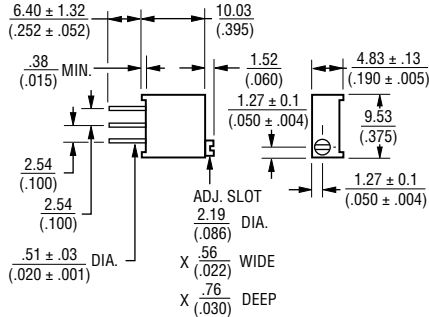 6.40 ± 1.32
(.252 ± .052)
10.03
(.395)
.38
(.015)
MIN.
1.52
(.060)
4.83 ± .13
(.190 ± .005)
1.27 ± 0.1
(.050 ± .004)
9.53
(.375)
2.54
(.100)
2.54
(.100)
1.27 ± 0.1
(.050 ± .004)
.51 ± .03
(.020 ± .001)
DIA.
ADJ. SLOT
2.19
(.086)
DIA.
X .56
(.022)
WIDE
X .76
(.030)
DEEP